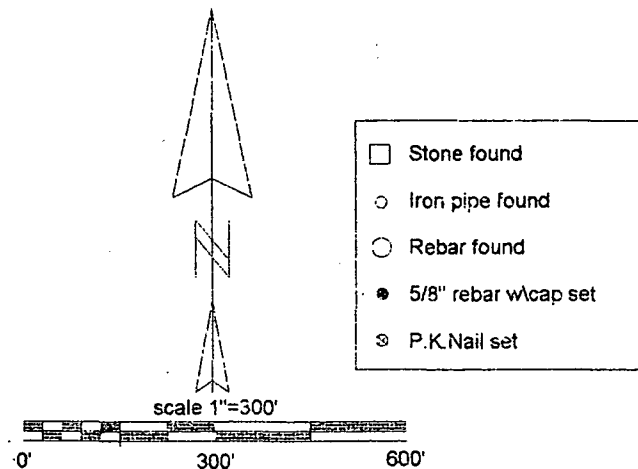 N
Stone found
Iron pipe found
Rebar found
5/8" rebar w\cap set
P.K.Nail set
scale 1"=300'
0' 300' 600'